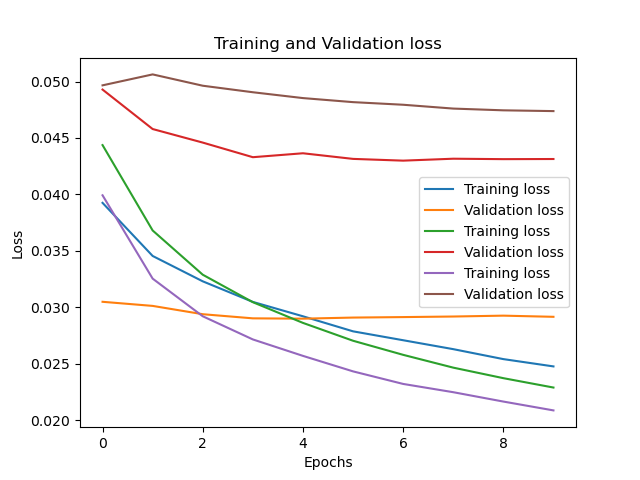 Training and Validation loss
0.050
0.045
0.040
0.035
0.030
0.025
0.020
Loss
Training loss
Validation loss
Training loss
Validation loss
Training loss
Validation loss
0 2 4 6 8
Epochs